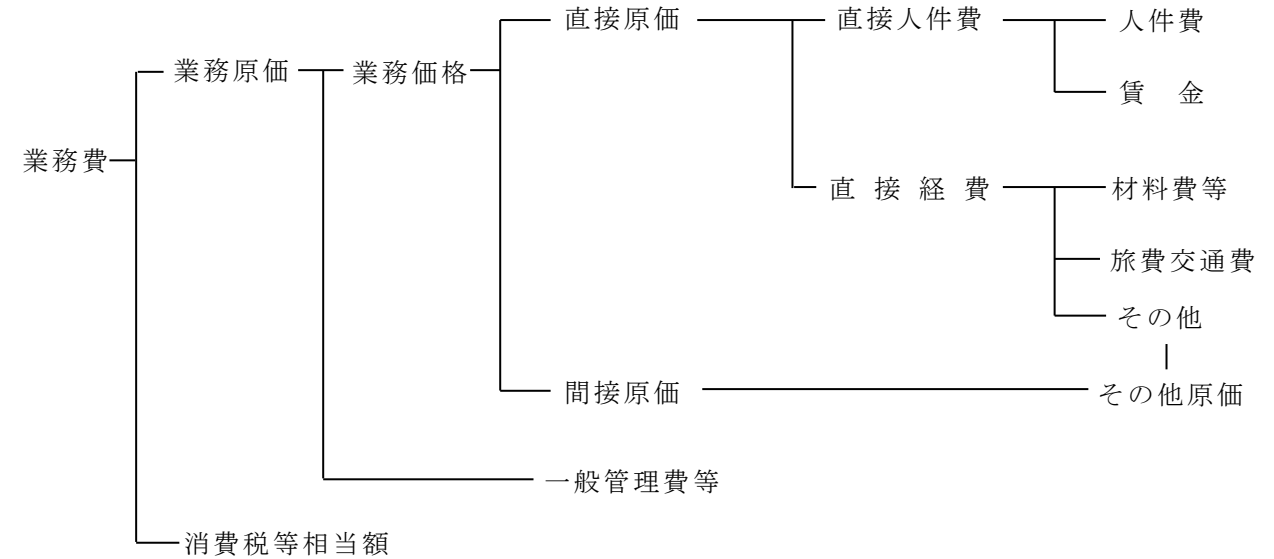 直接原価 直接人件費 人件費
業務原価 業務価格
賃　金
業務費
直 接 経 費 材料費等
旅費交通費
その他
間接原価 その他原価
一般管理費等
消費税等相当額